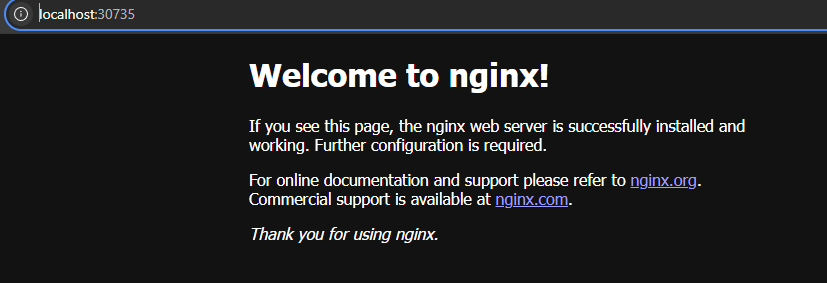 localhost:30735
Welcome to nginx!
If you see this page, the nginx web server is successfully installed and
working. Further configuration is required.
For online documentation and support please refer to nginx.org.
Commercial support is available at nginx.com.
Thank you for using nginx.